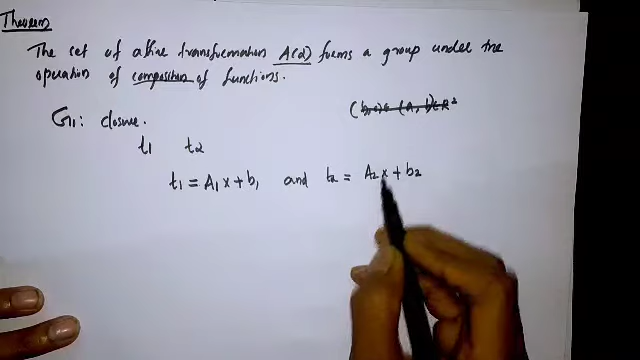 Theorem
The set of affine transformation A(2) forms a group under the
operation of composition of functions.
G1: closure.
t1 t2
t1 = A1x + b1 and t2 = A2x + b2